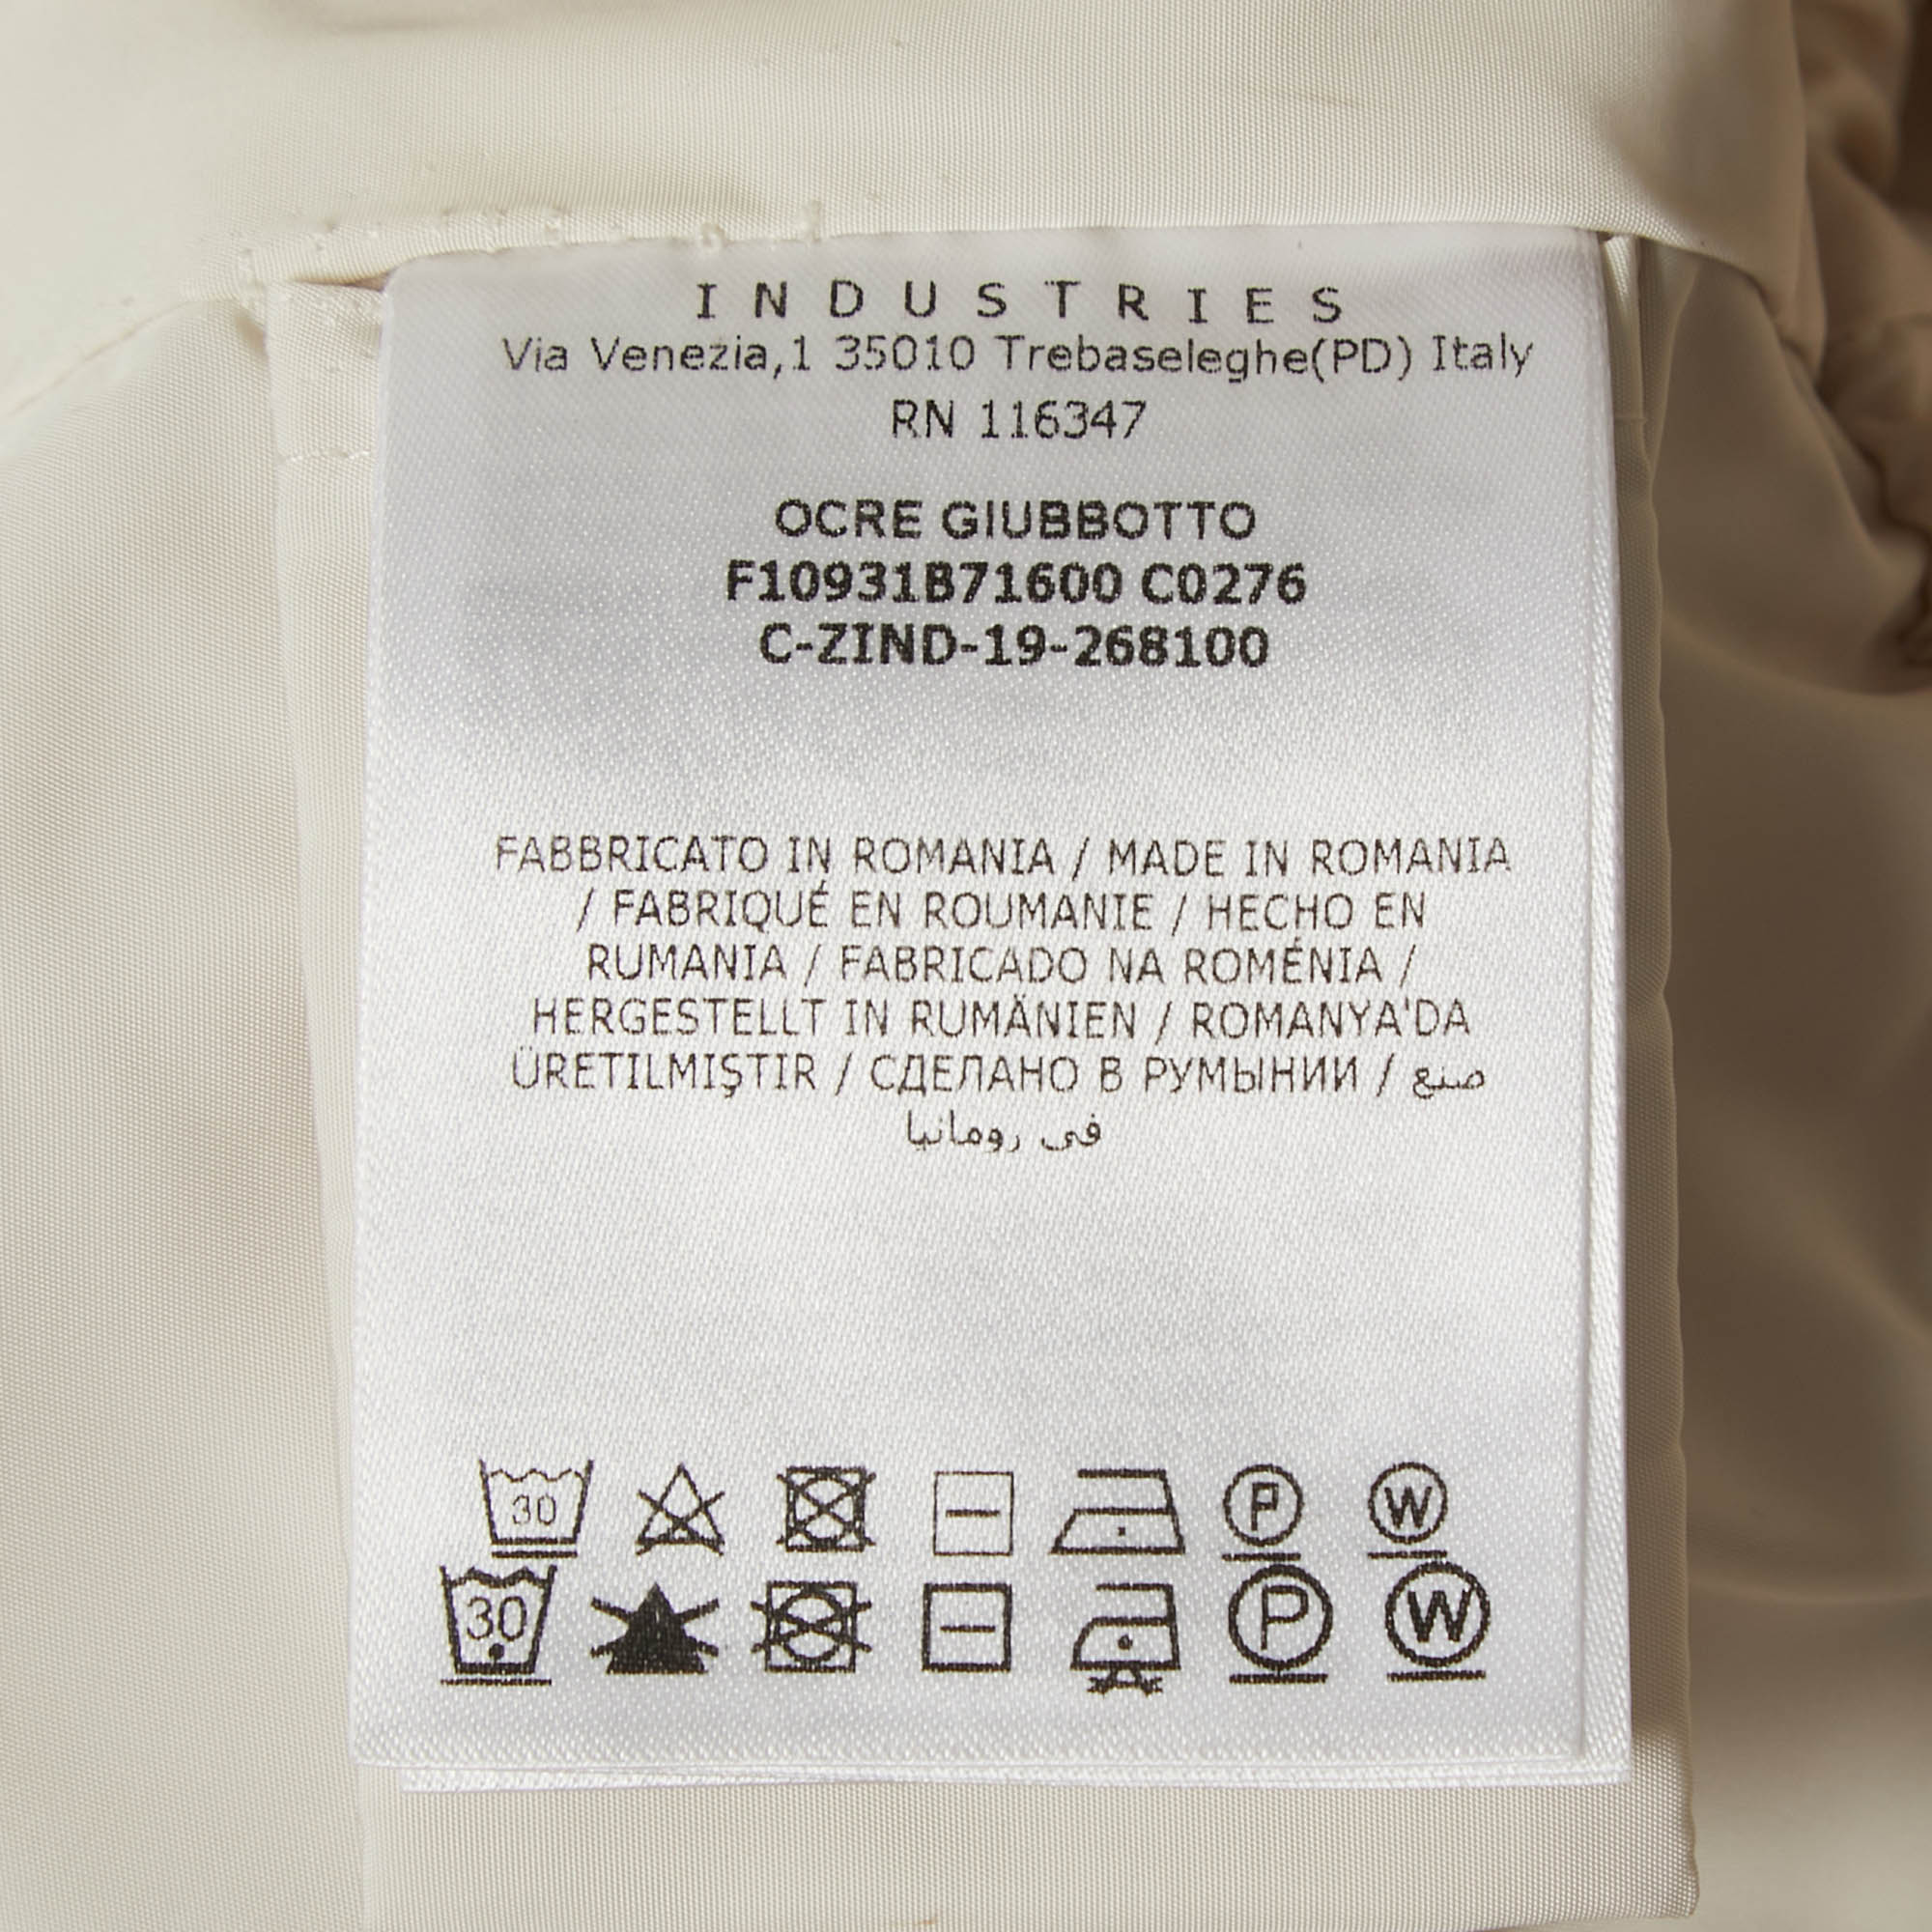 INDUSTRIES
Via Venezia,1 35010 Trebaseleghe(PD) Italy
RN 116347
OCRE GIUBBOTTO
F10931B71600 C0276
C-ZIND-19-268100
FABBRICATO IN ROMANIA / MADE IN ROMANIA
/ FABRIQUÉ EN ROUMANIE / HECHO EN
RUMANIA / FABRICADO NA ROMÉNIA /
HERGESTELLT IN RUMÄNIEN / ROMANYA'DA
ÜRETILMIŞTIR / СДЕЛАНО В РУМЫНИИ / صنع
في رومانيا
30 P W
30 P W